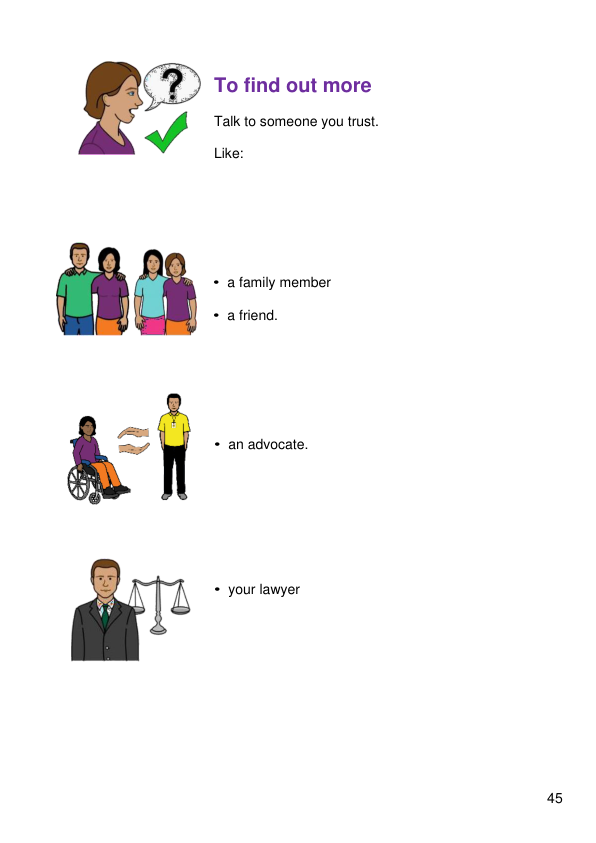 ?
To find out more
Talk to someone you trust.
Like:
• a family member
• a friend.
• an advocate.
• your lawyer
45